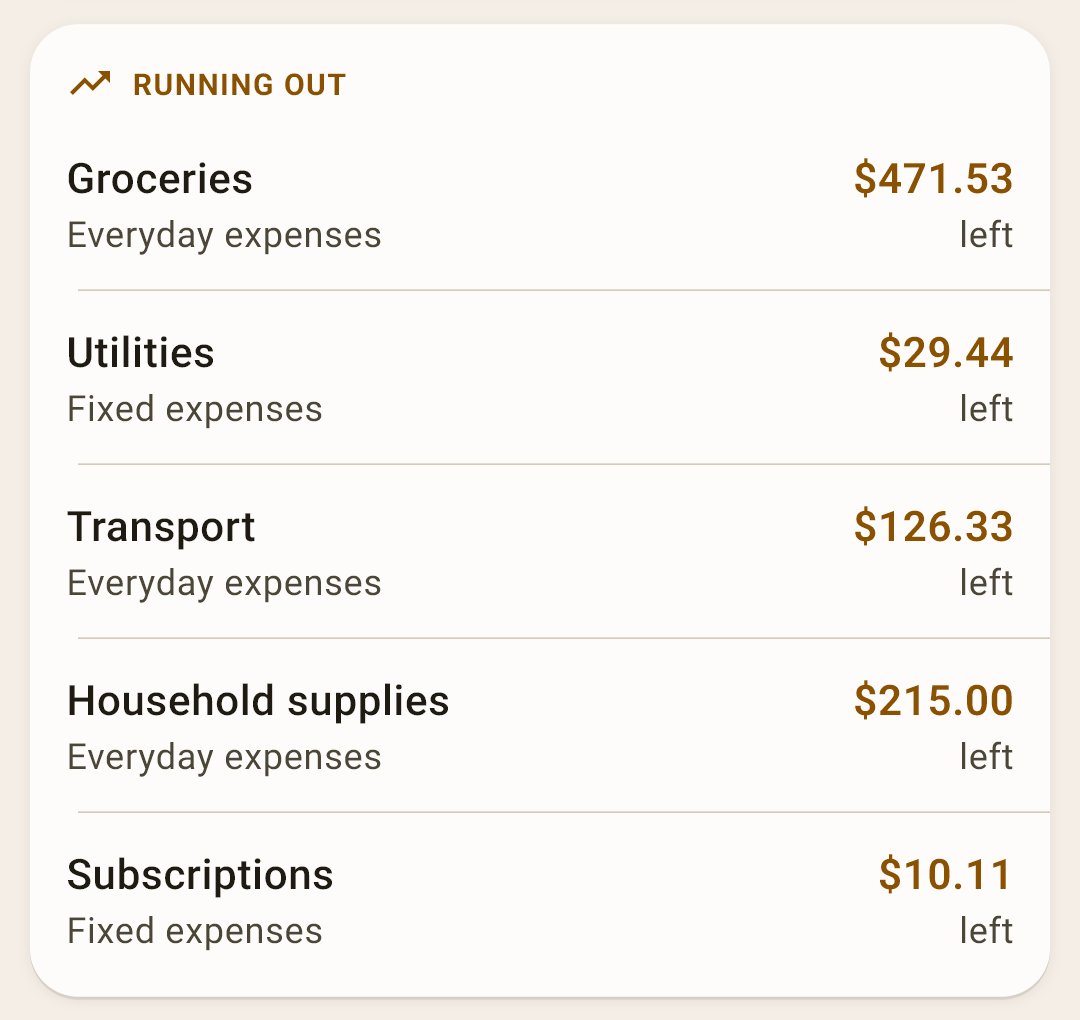 RUNNING OUT
Groceries $471.53
Everyday expenses left
Utilities $29.44
Fixed expenses left
Transport $126.33
Everyday expenses left
Household supplies $215.00
Everyday expenses left
Subscriptions $10.11
Fixed expenses left